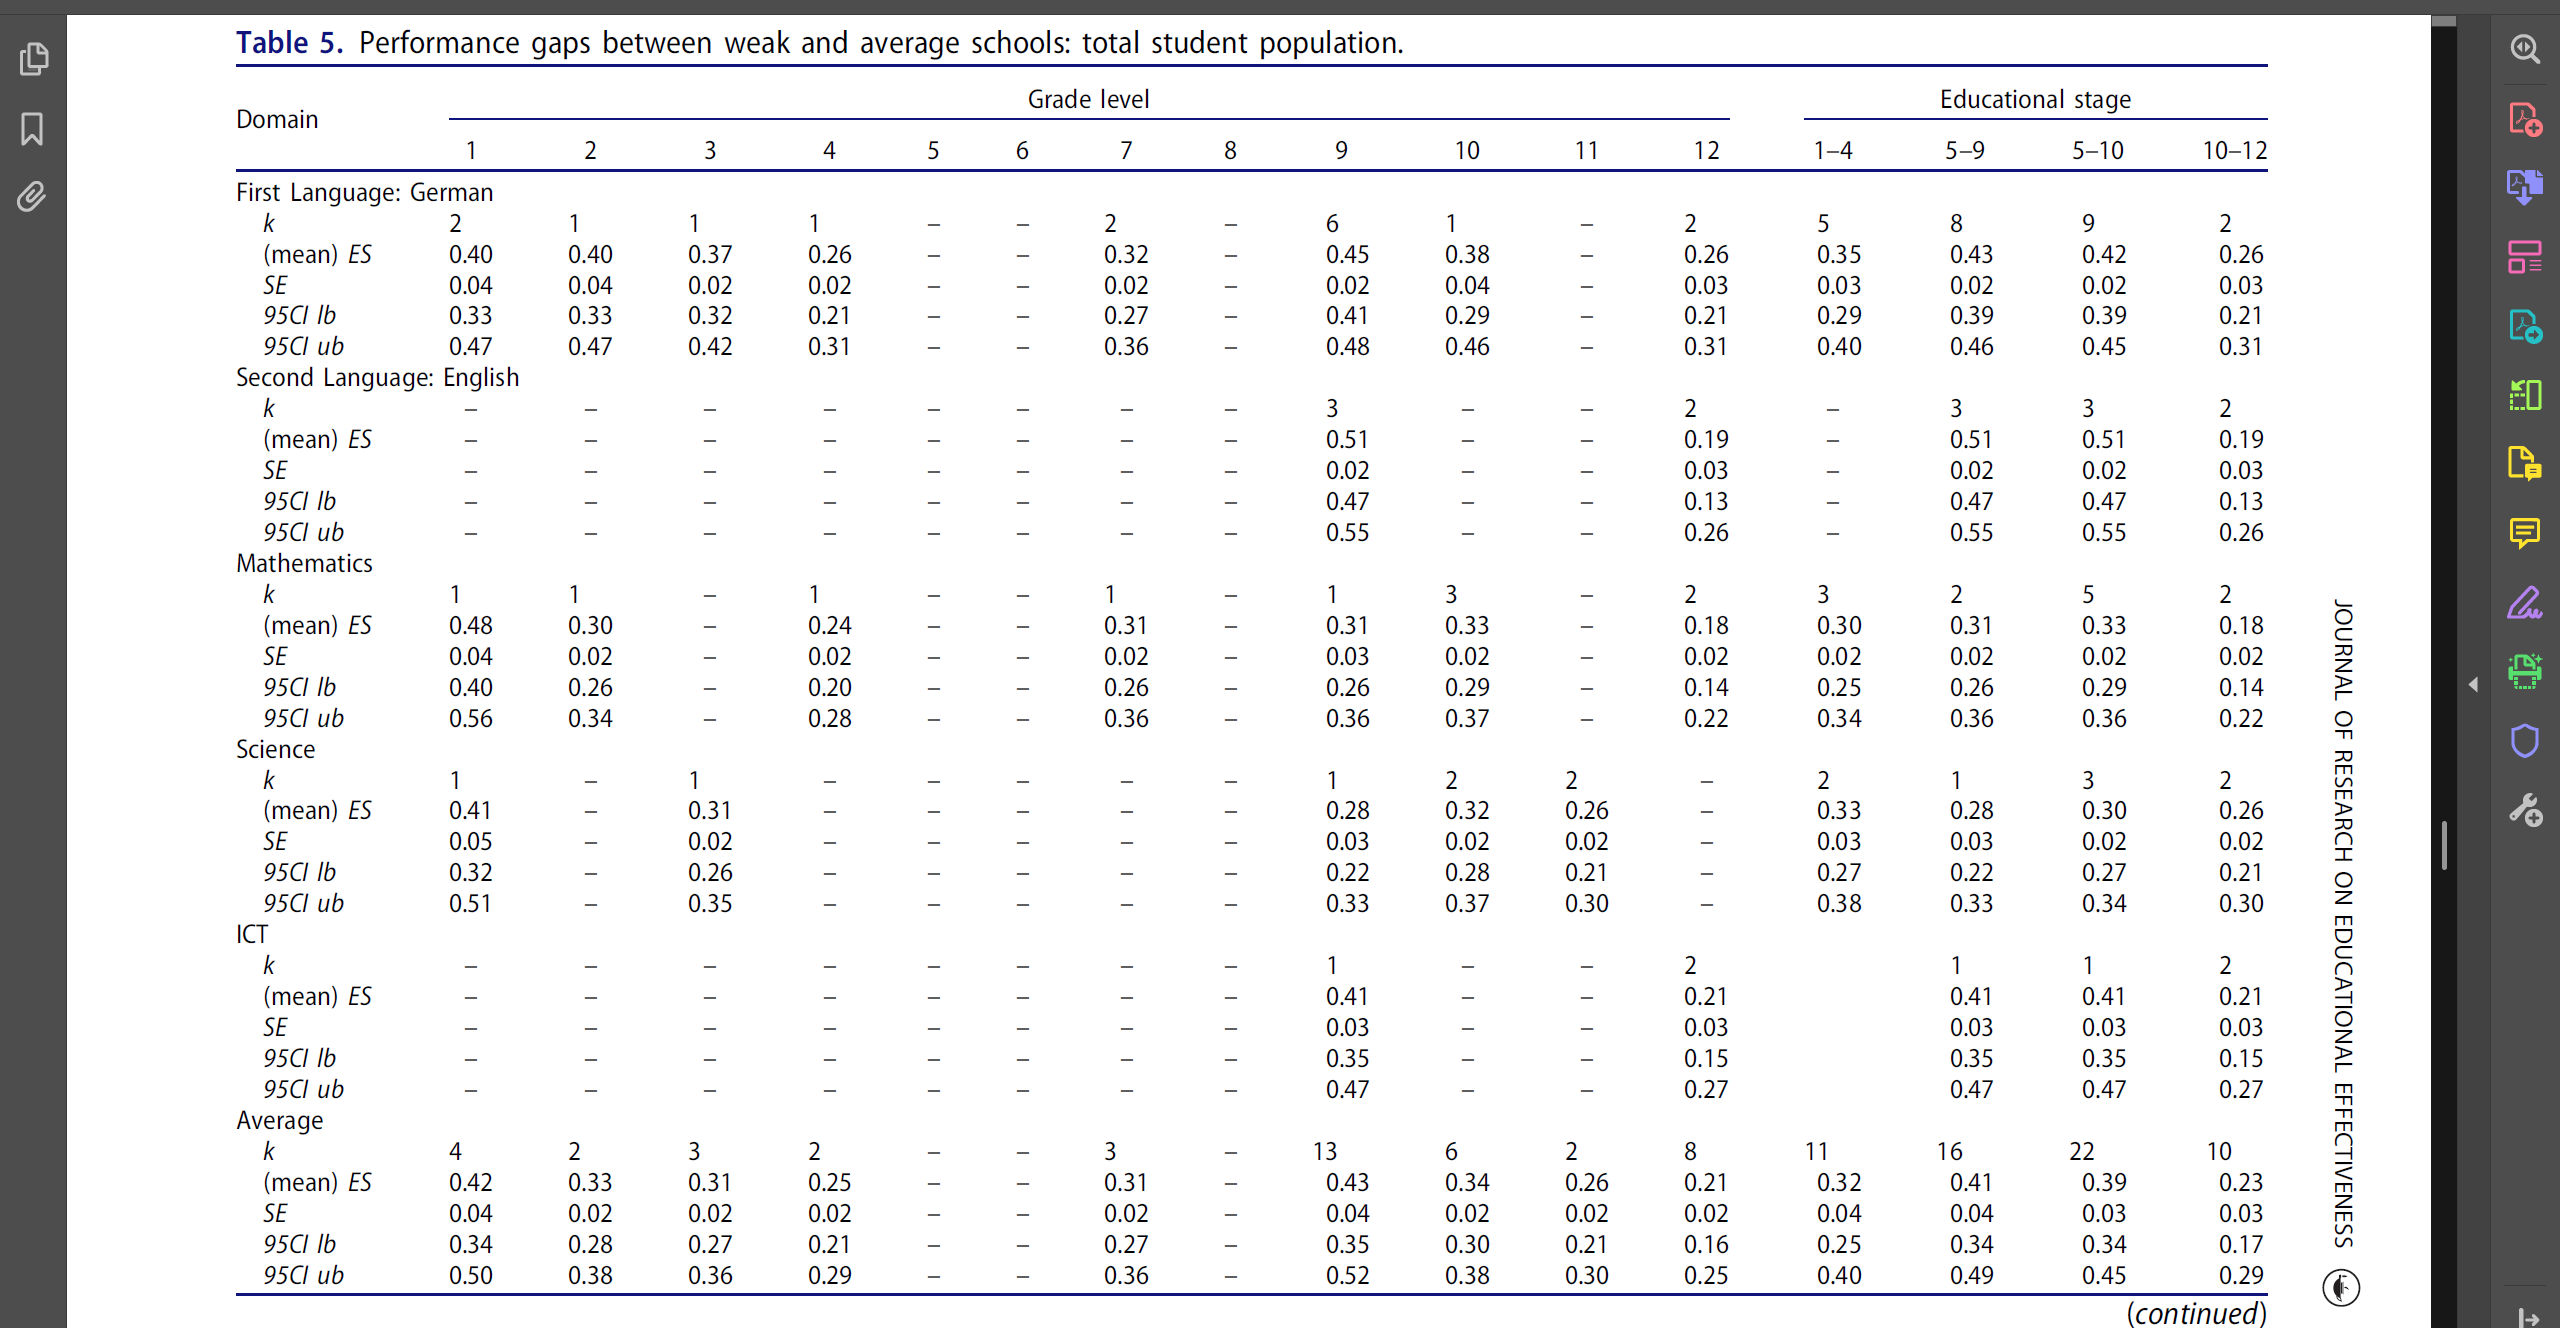 Table 5. Performance gaps between weak and average schools: total student population.
Domain Grade level Educational stage
1 2 3 4 5 6 7 8 9 10 11 12 1–4 5–9 5–10 10–12
First Language: German
k 2 1 1 1 – – 2 – 6 1 – 2 5 8 9 2
(mean) ES 0.40 0.40 0.37 0.26 – – 0.32 – 0.45 0.38 – 0.26 0.35 0.43 0.42 0.26
SE 0.04 0.04 0.02 0.02 – – 0.02 – 0.02 0.04 – 0.03 0.03 0.02 0.02 0.03
95CI lb 0.33 0.33 0.32 0.21 – – 0.27 – 0.41 0.29 – 0.21 0.29 0.39 0.39 0.21
95CI ub 0.47 0.47 0.42 0.31 – – 0.36 – 0.48 0.46 – 0.31 0.40 0.46 0.45 0.31
Second Language: English
k – – – – – – – – 3 – – 2 – 3 3 2
(mean) ES – – – – – – – – 0.51 – – 0.19 – 0.51 0.51 0.19
SE – – – – – – – – 0.02 – – 0.03 – 0.02 0.02 0.03
95CI lb – – – – – – – – 0.47 – – 0.13 – 0.47 0.47 0.13
95CI ub – – – – – – – – 0.55 – – 0.26 – 0.55 0.55 0.26
Mathematics
k 1 1 – 1 – – 1 – 1 3 – 2 3 2 5 2
(mean) ES 0.48 0.30 – 0.24 – – 0.31 – 0.31 0.33 – 0.18 0.30 0.31 0.33 0.18
SE 0.04 0.02 – 0.02 – – 0.02 – 0.03 0.02 – 0.02 0.02 0.02 0.02 0.02
95CI lb 0.40 0.26 – 0.20 – – 0.26 – 0.26 0.29 – 0.14 0.25 0.26 0.29 0.14
95CI ub 0.56 0.34 – 0.28 – – 0.36 – 0.36 0.37 – 0.22 0.34 0.36 0.36 0.22
Science
k 1 – 1 – – – – – 1 2 2 – 2 1 3 2
(mean) ES 0.41 – 0.31 – – – – – 0.28 0.32 0.26 – 0.33 0.28 0.30 0.26
SE 0.05 – 0.02 – – – – – 0.03 0.02 0.02 – 0.03 0.03 0.02 0.02
95CI lb 0.32 – 0.26 – – – – – 0.22 0.28 0.21 – 0.27 0.22 0.27 0.21
95CI ub 0.51 – 0.35 – – – – – 0.33 0.37 0.30 – 0.38 0.33 0.34 0.30
ICT
k – – – – – – – – 1 – – 2 1 1 2
(mean) ES – – – – – – – – 0.41 – – 0.21 0.41 0.41 0.21
SE – – – – – – – – 0.03 – – 0.03 0.03 0.03 0.03
95CI lb – – – – – – – – 0.35 – – 0.15 0.35 0.35 0.15
95CI ub – – – – – – – – 0.47 – – 0.27 0.47 0.47 0.27
Average
k 4 2 3 2 – – 3 – 13 6 2 8 11 16 22 10
(mean) ES 0.42 0.33 0.31 0.25 – – 0.31 – 0.43 0.34 0.26 0.21 0.32 0.41 0.39 0.23
SE 0.04 0.02 0.02 0.02 – – 0.02 – 0.04 0.02 0.02 0.02 0.04 0.04 0.03 0.03
95CI lb 0.34 0.28 0.27 0.21 – – 0.27 – 0.35 0.30 0.21 0.16 0.25 0.34 0.34 0.17
95CI ub 0.50 0.38 0.36 0.29 – – 0.36 – 0.52 0.38 0.30 0.25 0.40 0.49 0.45 0.29
(continued)
JOURNAL OF RESEARCH ON EDUCATIONAL EFFECTIVENESS